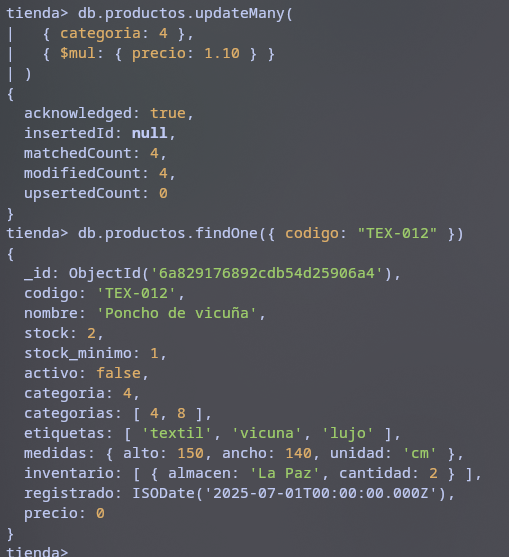 tienda> db.productos.updateMany(
|   { categoria: 4 },
|   { $mul: { precio: 1.10 } }
| )
{
  acknowledged: true,
  insertedId: null,
  matchedCount: 4,
  modifiedCount: 4,
  upsertedCount: 0
}
tienda> db.productos.findOne({ codigo: "TEX-012" })
{
  _id: ObjectId('6a829176892cdb54d25906a4'),
  codigo: 'TEX-012',
  nombre: 'Poncho de vicuña',
  stock: 2,
  stock_minimo: 1,
  activo: false,
  categoria: 4,
  categorias: [ 4, 8 ],
  etiquetas: [ 'textil', 'vicuna', 'lujo' ],
  medidas: { alto: 150, ancho: 140, unidad: 'cm' },
  inventario: [ { almacen: 'La Paz', cantidad: 2 } ],
  registrado: ISODate('2025-07-01T00:00:00.000Z'),
  precio: 0
}
tienda>